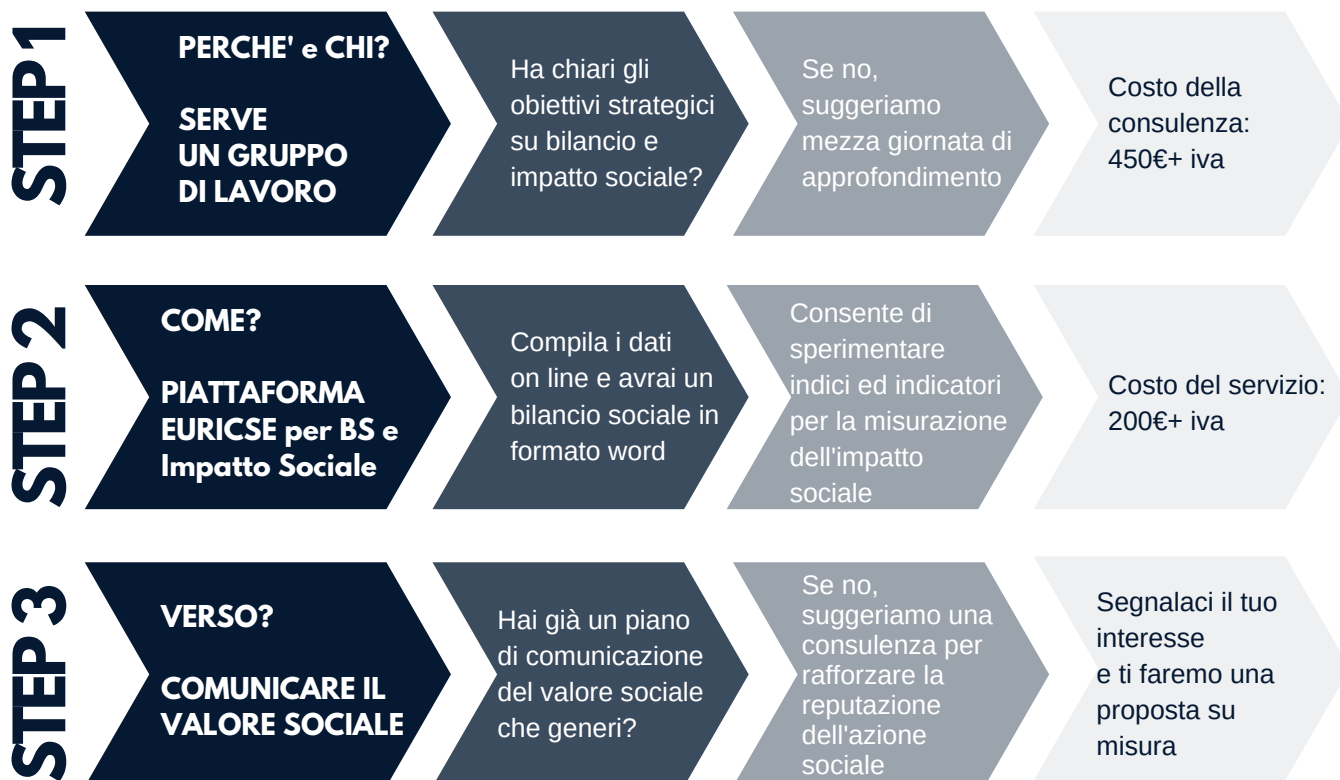 STEP 1
PERCHE' e CHI?
SERVE
UN GRUPPO
DI LAVORO
Ha chiari gli
obiettivi strategici
su bilancio e
impatto sociale?
Se no,
suggeriamo
mezza giornata di
approfondimento
Costo della
consulenza:
450€+ iva
STEP 2
COME?
PIATTAFORMA
EURICSE per BS e
Impatto Sociale
Compila i dati
on line e avrai un
bilancio sociale in
formato word
Consente di
sperimentare
indici ed indicatori
per la misurazione
dell'impatto
sociale
Costo del servizio:
200€+ iva
STEP 3
VERSO?
COMUNICARE IL
VALORE SOCIALE
Hai già un piano
di comunicazione
del valore sociale
che generi?
Se no,
suggeriamo una
consulenza per
rafforzare la
reputazione
dell'azione
sociale
Segnalaci il tuo
interesse
e ti faremo una
proposta su
misura